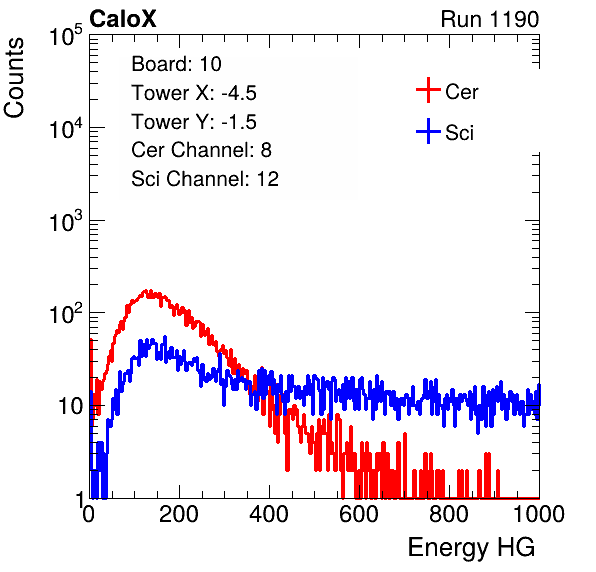 CaloX Run 1190
Counts
10^5
10^4
10^3
10^2
10
1
Board: 10
Tower X: -4.5
Tower Y: -1.5
Cer Channel: 8
Sci Channel: 12
Cer
Sci
0 200 400 600 800 1000
Energy HG